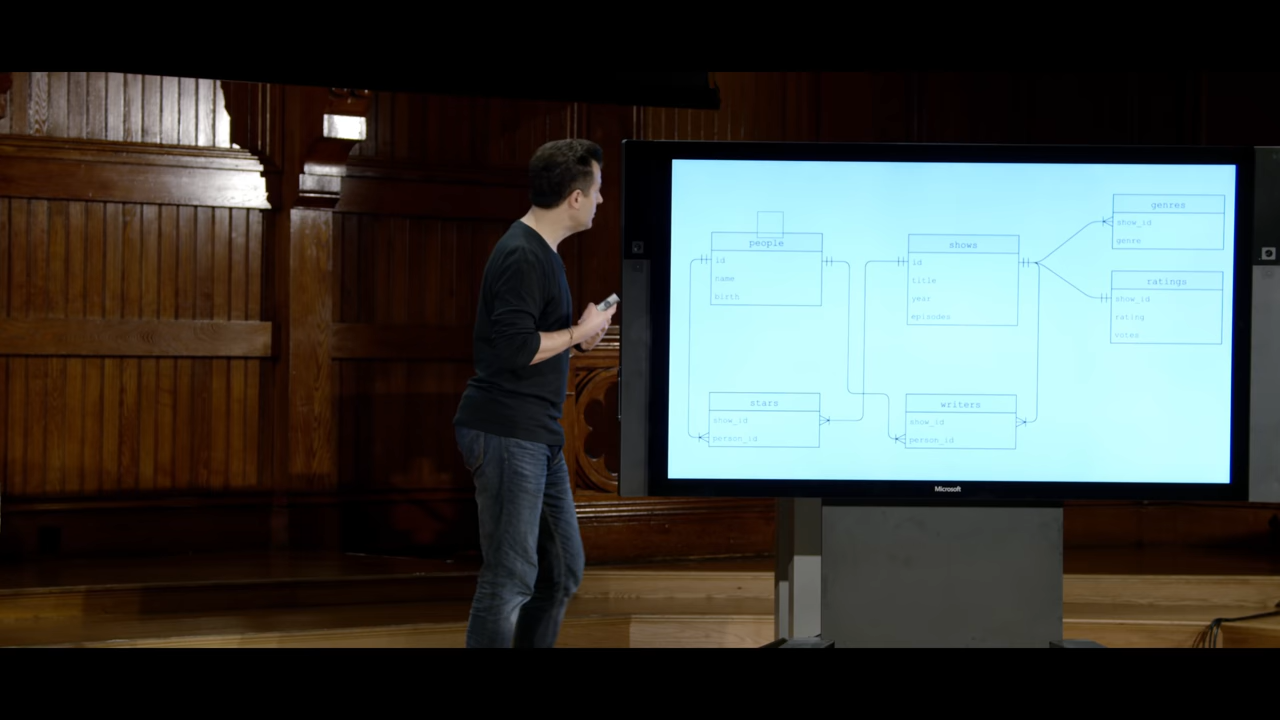 people
id
name
birth
shows
id
title
year
episodes
genres
show_id
genre
ratings
show_id
rating
votes
stars
show_id
person_id
writers
show_id
person_id
Microsoft